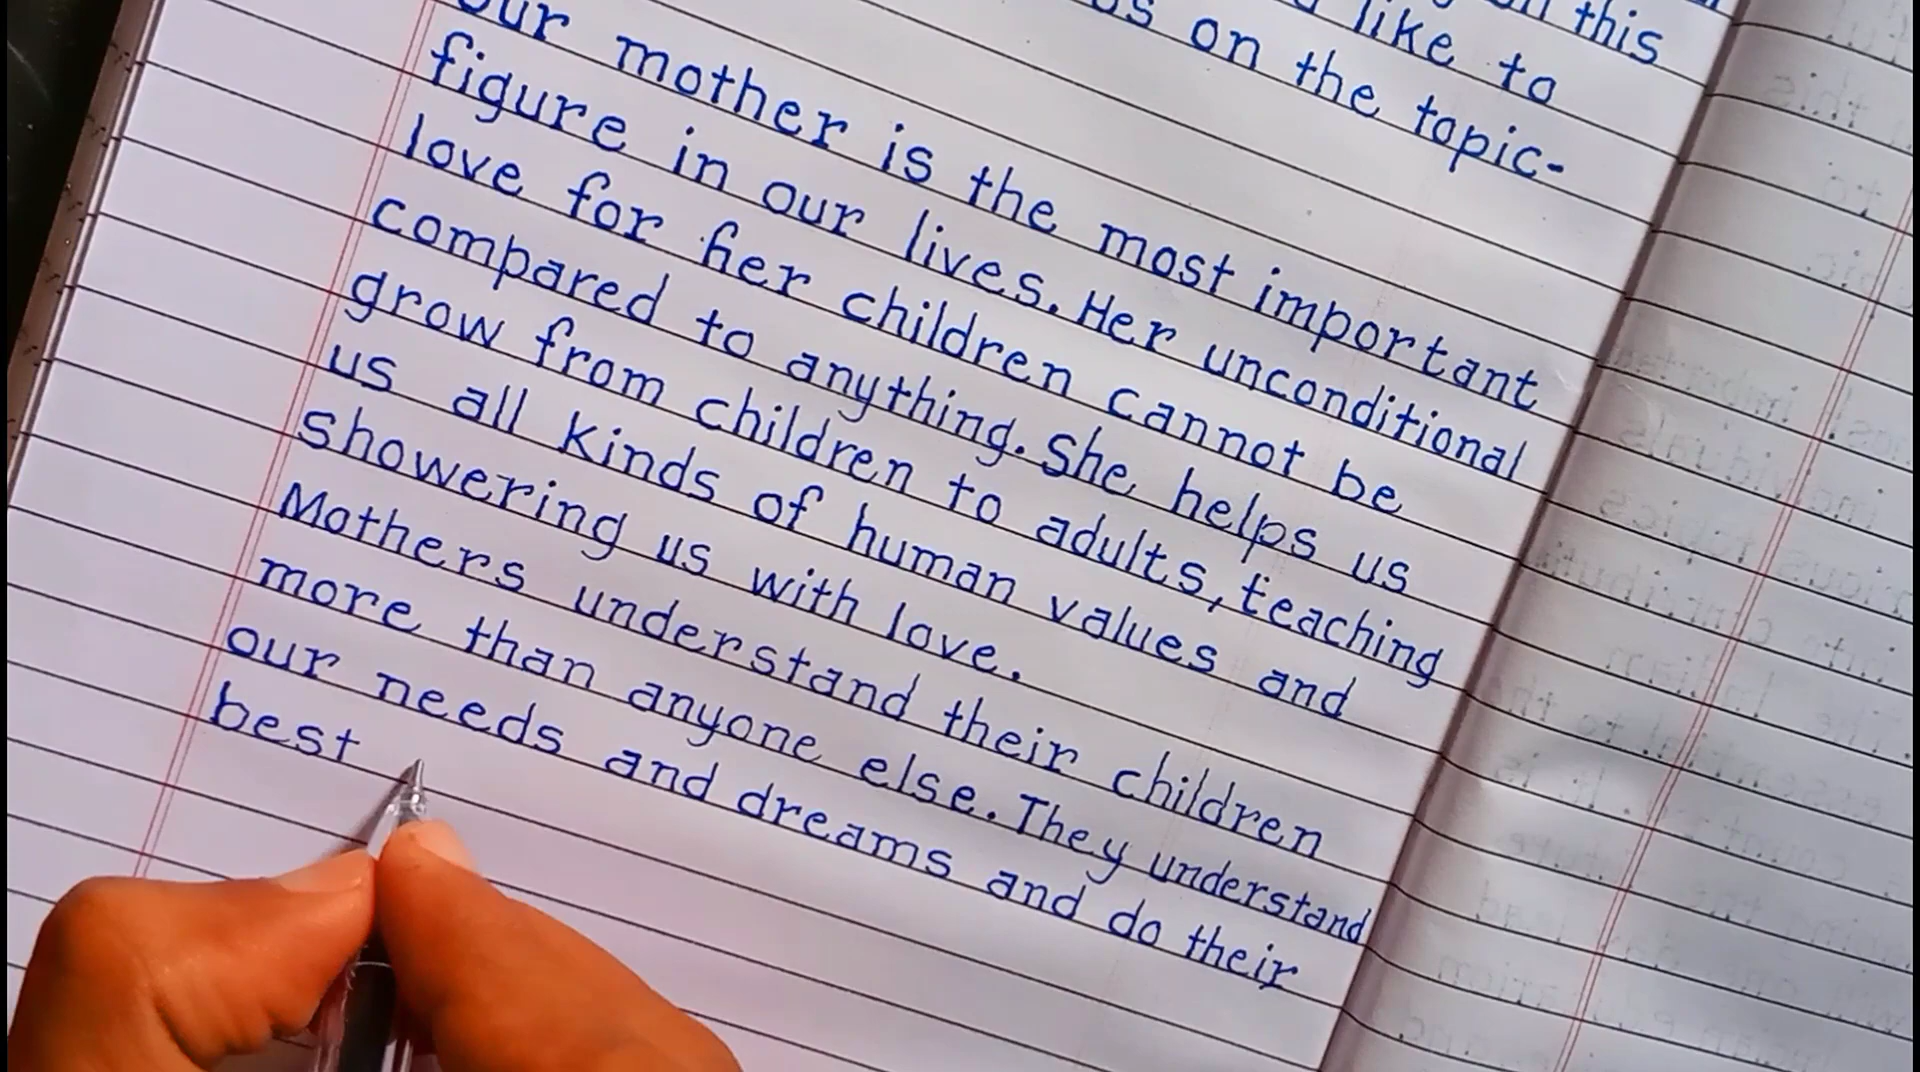 this
like to
on the topic-
our mother is the most important
figure in our lives. Her unconditional
love for her children cannot be
compared to anything. She helps us
grow from children to adults, teaching
us all kinds of human values and
showering us with love.
Mothers understand their children
more than anyone else. They understand
our needs and dreams and do their
best